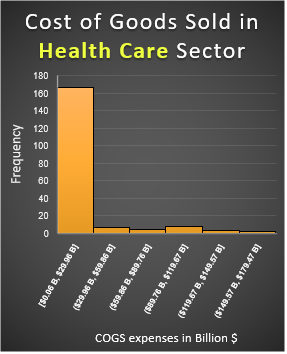 Cost of Goods Sold in
Health Care Sector
180
160
140
120
100
80
60
40
20
0
Frequency
[$0.06 B, $29.96 B]
($29.96 B, $59.86 B]
($59.86 B, $89.76 B]
($89.76 B, $119.67 B]
($119.67 B, $149.57 B]
($149.57 B, $179.47 B]
COGS expenses in Billion $